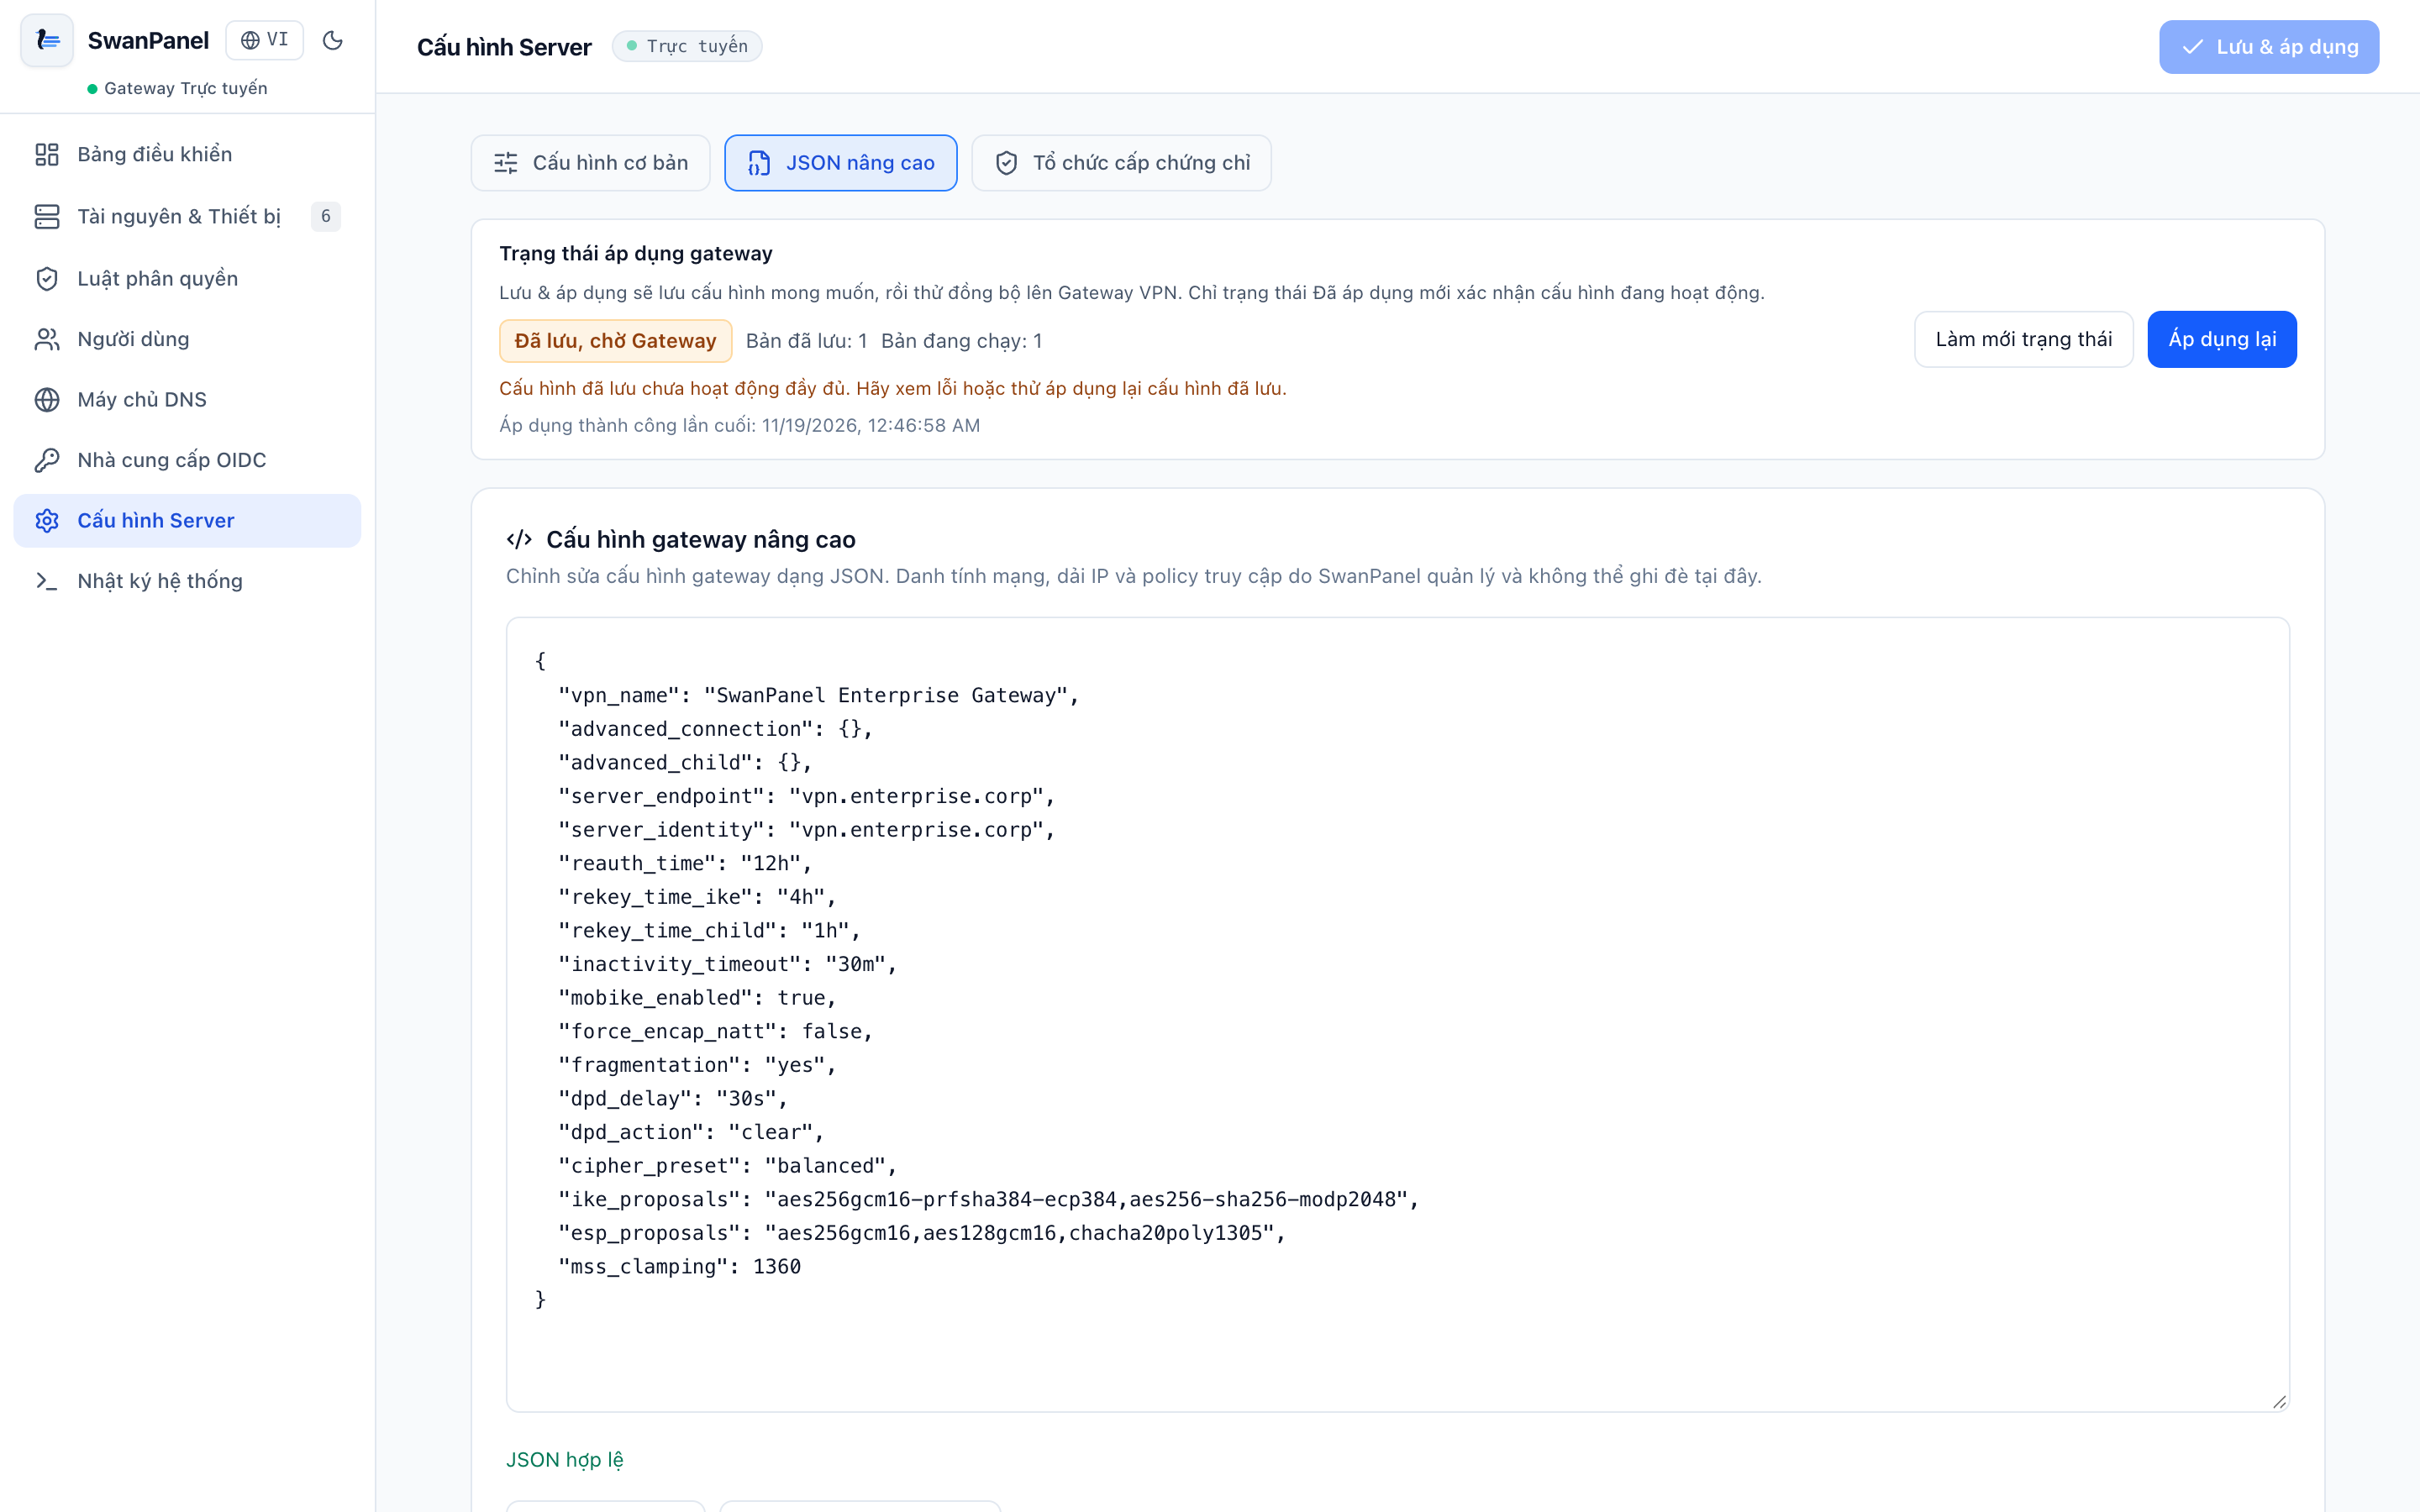 SwanPanel
VI
Gateway Trực tuyến
Bảng điều khiển
Tài nguyên & Thiết bị 6
Luật phân quyền
Người dùng
Máy chủ DNS
Nhà cung cấp OIDC
Cấu hình Server
Nhật ký hệ thống
Cấu hình Server
Trực tuyến
Lưu & áp dụng
Cấu hình cơ bản
JSON nâng cao
Tổ chức cấp chứng chỉ
Trạng thái áp dụng gateway
Lưu & áp dụng sẽ lưu cấu hình mong muốn, rồi thử đồng bộ lên Gateway VPN. Chỉ trạng thái Đã áp dụng mới xác nhận cấu hình đang hoạt động.
Đã lưu, chờ Gateway Bản đã lưu: 1 Bản đang chạy: 1
Cấu hình đã lưu chưa hoạt động đầy đủ. Hãy xem lỗi hoặc thử áp dụng lại cấu hình đã lưu.
Áp dụng thành công lần cuối: 11/19/2026, 12:46:58 AM
Làm mới trạng thái
Áp dụng lại
</> Cấu hình gateway nâng cao
Chỉnh sửa cấu hình gateway dạng JSON. Danh tính mạng, dải IP và policy truy cập do SwanPanel quản lý và không thể ghi đè tại đây.
{
"vpn_name": "SwanPanel Enterprise Gateway",
"advanced_connection": {},
"advanced_child": {},
"server_endpoint": "vpn.enterprise.corp",
"server_identity": "vpn.enterprise.corp",
"reauth_time": "12h",
"rekey_time_ike": "4h",
"rekey_time_child": "1h",
"inactivity_timeout": "30m",
"mobike_enabled": true,
"force_encap_natt": false,
"fragmentation": "yes",
"dpd_delay": "30s",
"dpd_action": "clear",
"cipher_preset": "balanced",
"ike_proposals": "aes256gcm16-prfsha384-ecp384,aes256-sha256-modp2048",
"esp_proposals": "aes256gcm16,aes128gcm16,chacha20poly1305",
"mss_clamping": 1360
}
JSON hợp lệ